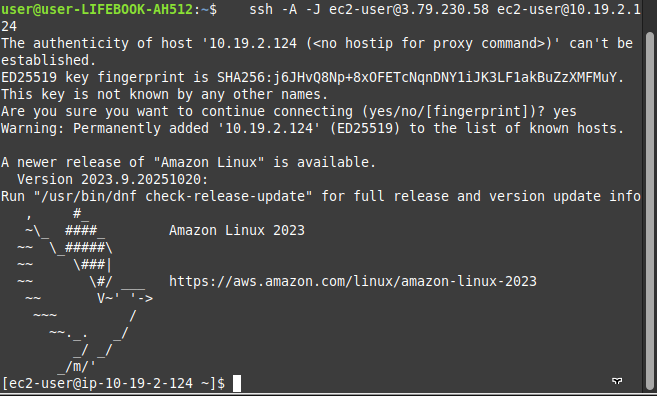 user@user-LIFEBOOK-AH512:~$    ssh -A -J ec2-user@3.79.230.58 ec2-user@10.19.2.1
24
The authenticity of host '10.19.2.124 (<no hostip for proxy command>)' can't be
established.
ED25519 key fingerprint is SHA256:j6JHvQ8Np+8xOFETcNqnDNY1iJK3LF1akBuZzXMFMuY.
This key is not known by any other names.
Are you sure you want to continue connecting (yes/no/[fingerprint])? yes
Warning: Permanently added '10.19.2.124' (ED25519) to the list of known hosts.

A newer release of "Amazon Linux" is available.
  Version 2023.9.20251020:
Run "/usr/bin/dnf check-release-update" for full release and version update info
   ,     #_
   ~\_  ####_        Amazon Linux 2023
  ~~  \_#####\
  ~~     \###|
  ~~       \#/ ___   https://aws.amazon.com/linux/amazon-linux-2023
   ~~       V~' '->
    ~~~         /
      ~~._.   _/
         _/ _/
       _/m/'
[ec2-user@ip-10-19-2-124 ~]$